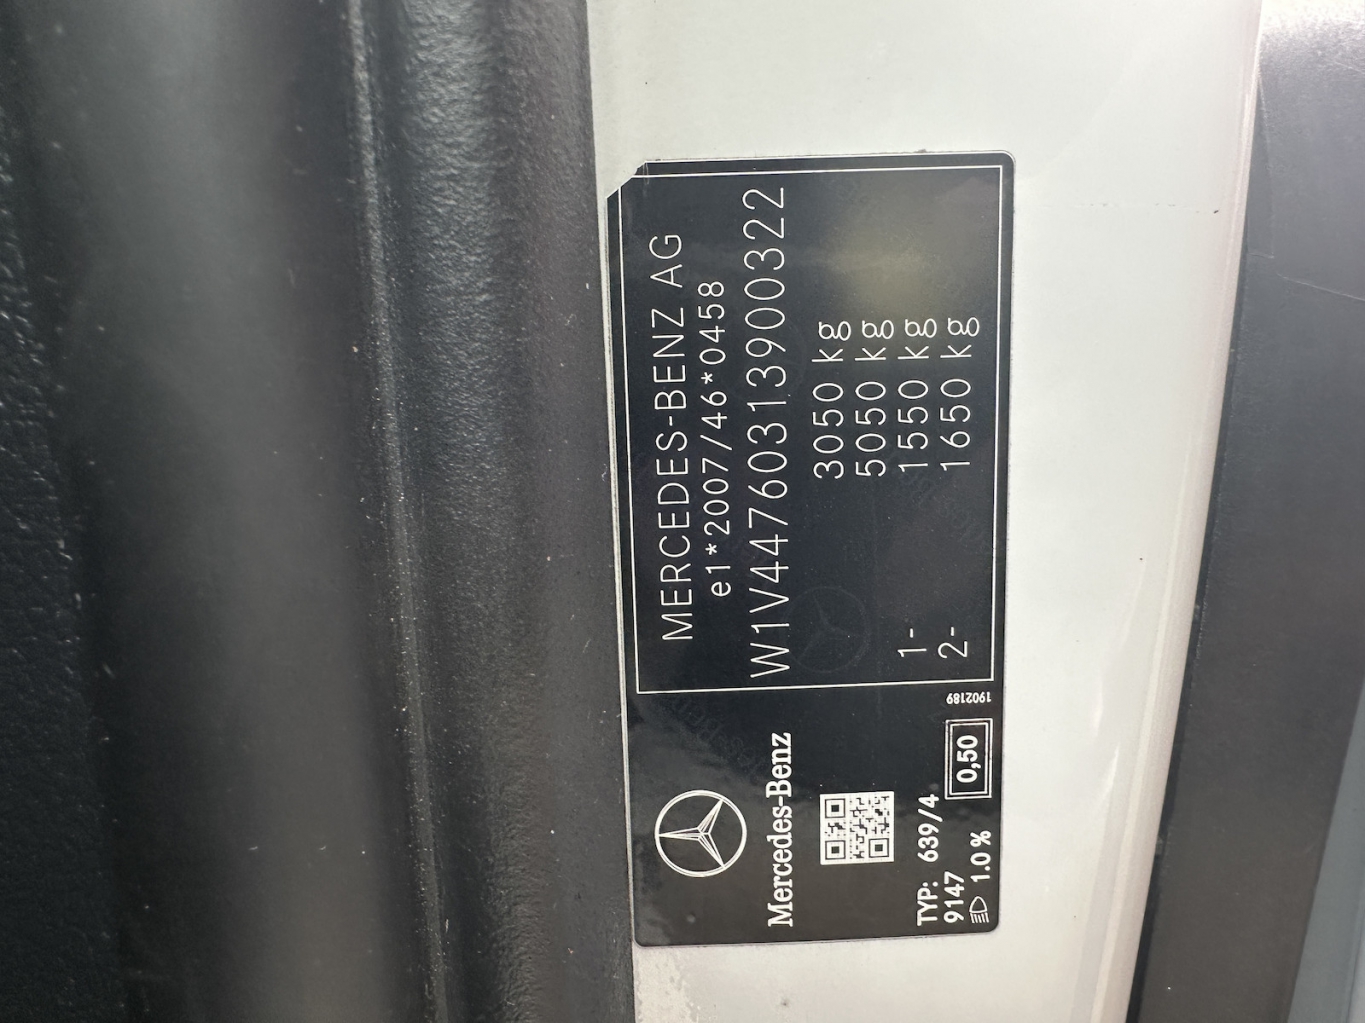 MERCEDES-BENZ AG
e1*2007/46*0458
W1V44760313900322
3050 kg
5050 kg
1- 1550 kg
2- 1650 kg
1902189
Mercedes-Benz
TYP: 639/4
9147
1.0 %
0,50